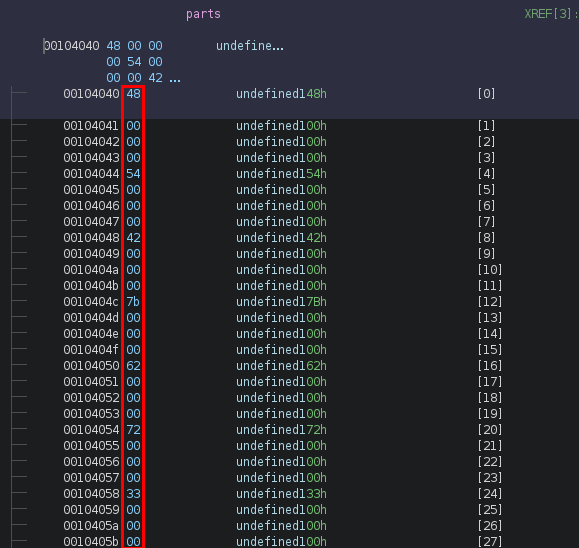 parts XREF[3]:
00104040 48 00 00 undefine...
00 54 00
00 00 42 ...
00104040 48 undefined148h [0]
00104041 00 undefined100h [1]
00104042 00 undefined100h [2]
00104043 00 undefined100h [3]
00104044 54 undefined154h [4]
00104045 00 undefined100h [5]
00104046 00 undefined100h [6]
00104047 00 undefined100h [7]
00104048 42 undefined142h [8]
00104049 00 undefined100h [9]
0010404a 00 undefined100h [10]
0010404b 00 undefined100h [11]
0010404c 7b undefined17Bh [12]
0010404d 00 undefined100h [13]
0010404e 00 undefined100h [14]
0010404f 00 undefined100h [15]
00104050 62 undefined162h [16]
00104051 00 undefined100h [17]
00104052 00 undefined100h [18]
00104053 00 undefined100h [19]
00104054 72 undefined172h [20]
00104055 00 undefined100h [21]
00104056 00 undefined100h [22]
00104057 00 undefined100h [23]
00104058 33 undefined133h [24]
00104059 00 undefined100h [25]
0010405a 00 undefined100h [26]
0010405b 00 undefined100h [27]